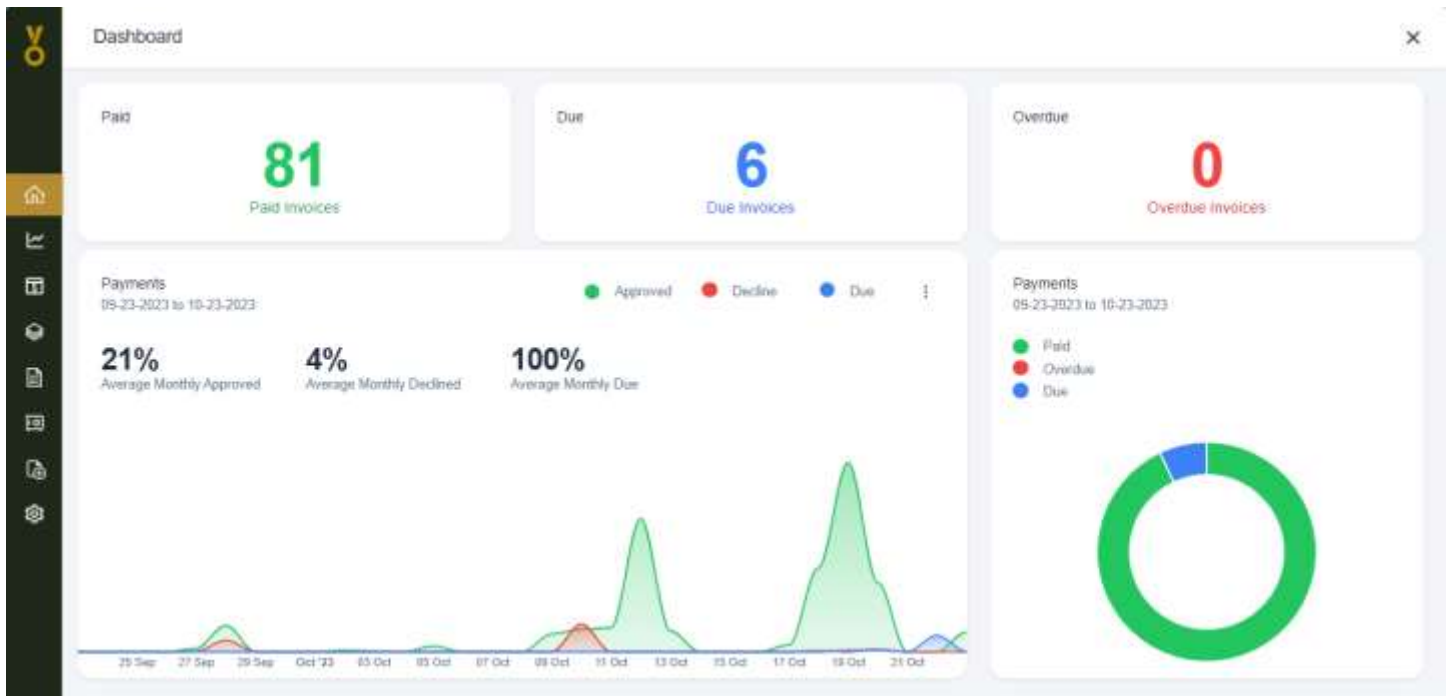 Dashboard
Paid
81
Paid Invoices
Due
6
Due Invoices
Overdue
0
Overdue Invoices
Payments
09-23-2023 to 10-23-2023
Approved
Decline
Due
21%
Average Monthly Approved
4%
Average Monthly Declined
100%
Average Monthly Due
25 Sep 27 Sep 29 Sep Oct '23 03 Oct 05 Oct 07 Oct 09 Oct 11 Oct 13 Oct 15 Oct 17 Oct 19 Oct 21 Oct
Payments
09-23-2023 to 10-23-2023
Paid
Overdue
Due